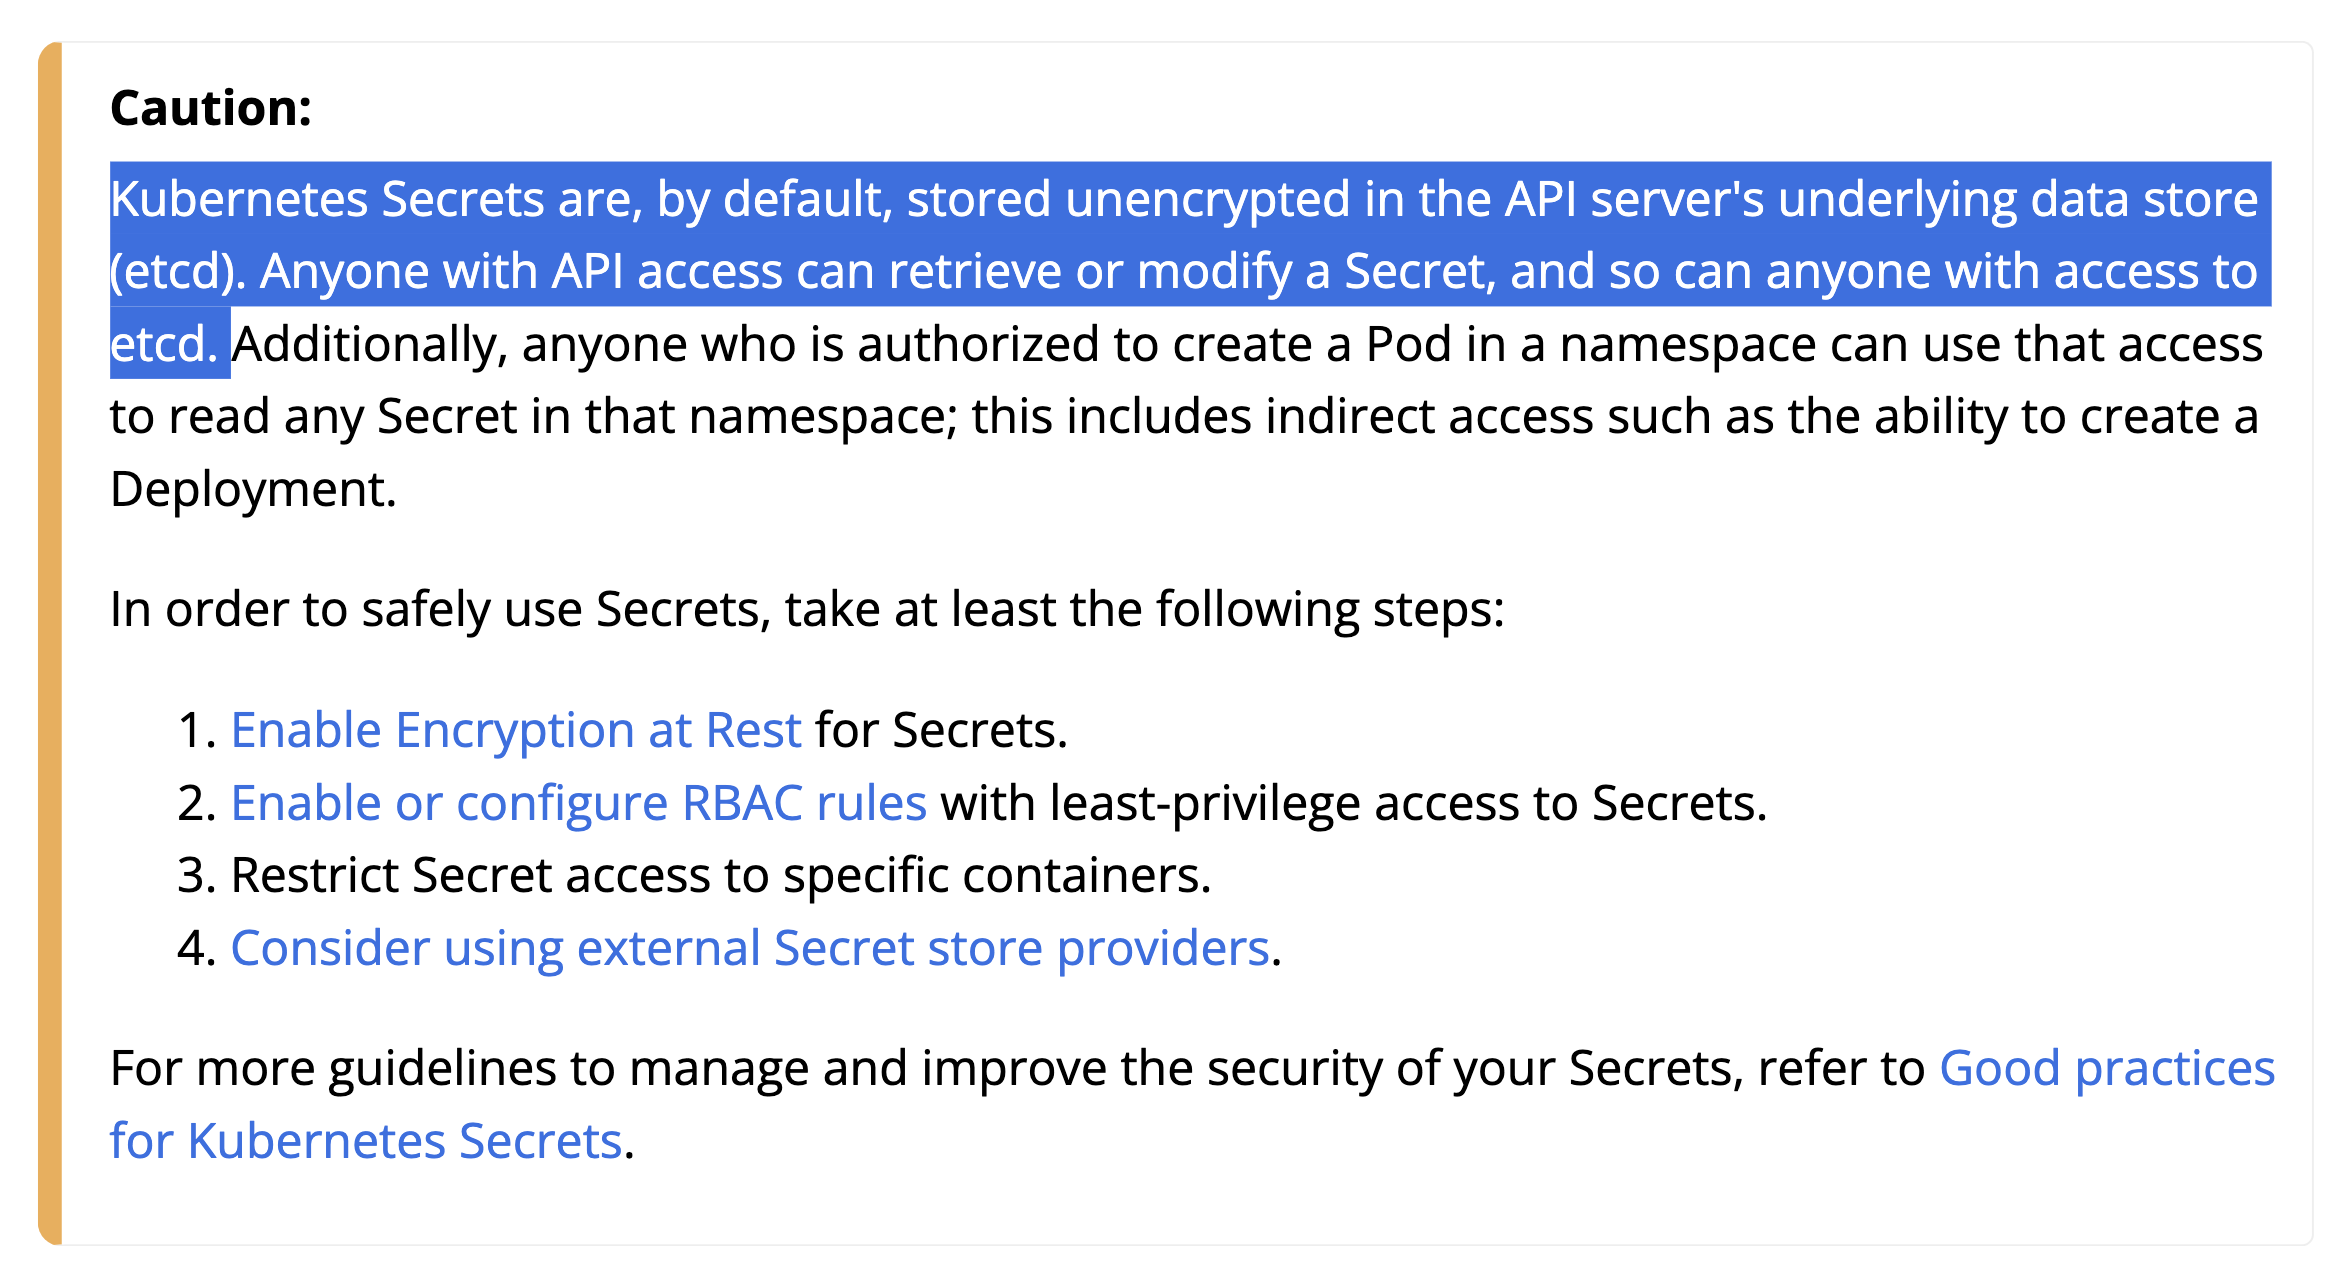 Caution:
Kubernetes Secrets are, by default, stored unencrypted in the API server's underlying data store
(etcd). Anyone with API access can retrieve or modify a Secret, and so can anyone with access to
etcd. Additionally, anyone who is authorized to create a Pod in a namespace can use that access
to read any Secret in that namespace; this includes indirect access such as the ability to create a
Deployment.
In order to safely use Secrets, take at least the following steps:
1. Enable Encryption at Rest for Secrets.
2. Enable or configure RBAC rules with least-privilege access to Secrets.
3. Restrict Secret access to specific containers.
4. Consider using external Secret store providers.
For more guidelines to manage and improve the security of your Secrets, refer to Good practices
for Kubernetes Secrets.